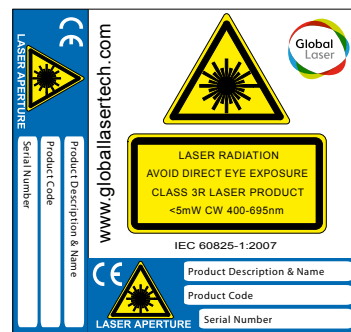 CE
LASER APERTURE
Product Description & Name
Product Code
Serial Number
www.globallasertech.com
Global
Laser
LASER RADIATION
AVOID DIRECT EYE EXPOSURE
CLASS 3R LASER PRODUCT
<5mW CW 400-695nm
IEC 60825-1:2007
CE
LASER APERTURE
Product Description & Name
Product Code
Serial Number